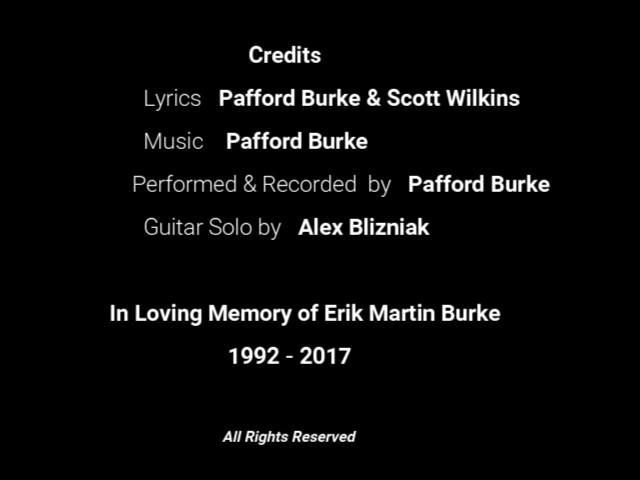 Credits
Lyrics Pafford Burke & Scott Wilkins
Music Pafford Burke
Performed & Recorded by Pafford Burke
Guitar Solo by Alex Blizniak
In Loving Memory of Erik Martin Burke
1992 - 2017
All Rights Reserved